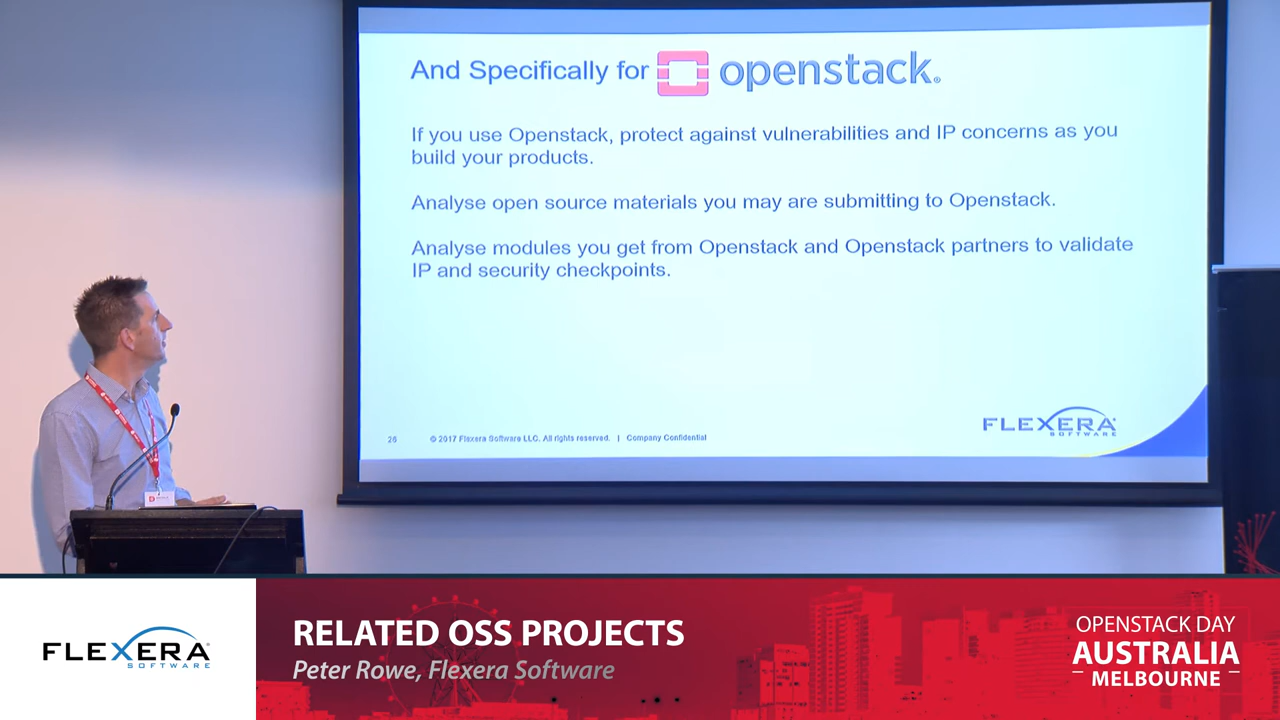 And Specifically for openstack.
If you use Openstack, protect against vulnerabilities and IP concerns as you
build your products.
Analyse open source materials you may are submitting to Openstack.
Analyse modules you get from Openstack and Openstack partners to validate
IP and security checkpoints.
26 © 2017 Flexera Software LLC. All rights reserved. | Company Confidential
FLEXERA
SOFTWARE
FLEXERA
SOFTWARE
RELATED OSS PROJECTS
Peter Rowe, Flexera Software
OPENSTACK DAY
AUSTRALIA
MELBOURNE